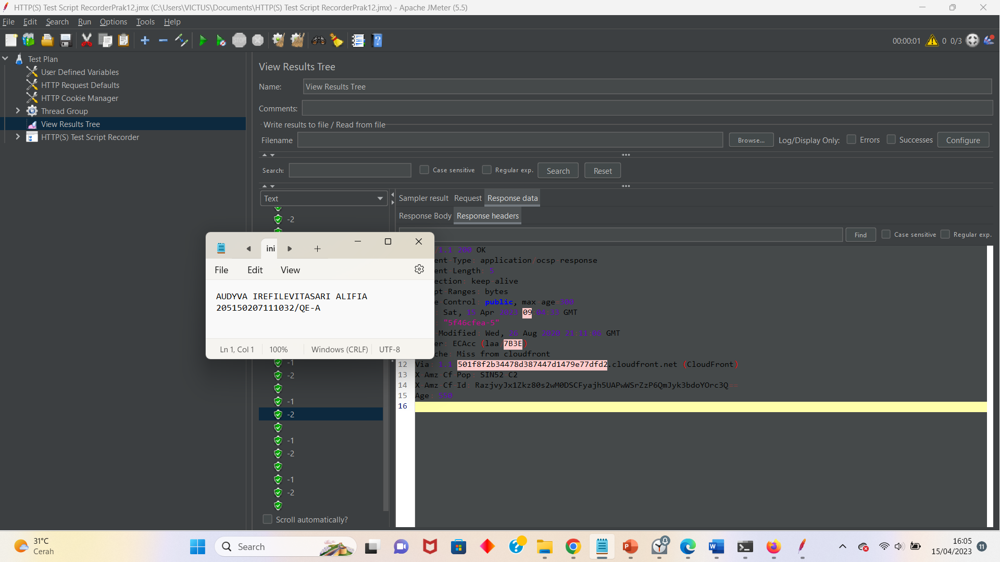 HTTP(S) Test Script RecorderPrak12.jmx (C:\Users\VICTUS\Documents\HTTP(S) Test Script RecorderPrak12.jmx) - Apache JMeter (5.5)
File Edit Search Run Options Tools Help
00:00:01 0 0/3
Test Plan
User Defined Variables
HTTP Request Defaults
HTTP Cookie Manager
Thread Group
View Results Tree
HTTP(S) Test Script Recorder
View Results Tree
Name: View Results Tree
Comments:
Write results to file / Read from file
Filename Browse... Log/Display Only: Errors Successes Configure
Search: Case sensitive Regular exp. Search Reset
Text
Sampler result Request Response data
Response Body Response headers
Find Case sensitive Regular exp.
-2
ini
File Edit View
AUDYVA IREFILEVITASARI ALIFIA
205150207111032/QE-A
Ln 1, Col 1 100% Windows (CRLF) UTF-8
-1
-2
-1
-2
-1
-2
-1
-2
Scroll automatically?
/1.1 200 OK
ent Type: application/ocsp-response
ent Length: 5
ection: keep-alive
pt Ranges: bytes
e Control: public, max-age=300
Sat, 15 Apr 2023 09:04:33 GMT
"5f46cfea-5"
Modified: Wed, 26 Aug 2020 21:11:06 GMT
er: ECAcc (laa/7B3E)
che: Miss from cloudfront
12 Via: 1.1 501f8f2b34478d387447d1479e77dfd2.cloudfront.net (CloudFront)
13 X-Amz-Cf-Pop: SIN52-C2
14 X-Amz-Cf-Id: RazjvyJx1Zkz80s2wM0DSCFyajh5UAPwWSrZzP6QmJyk3bdoYOrc3Q==
15 Age: 550
16
31°C
Cerah
Search
16:05
15/04/2023
11